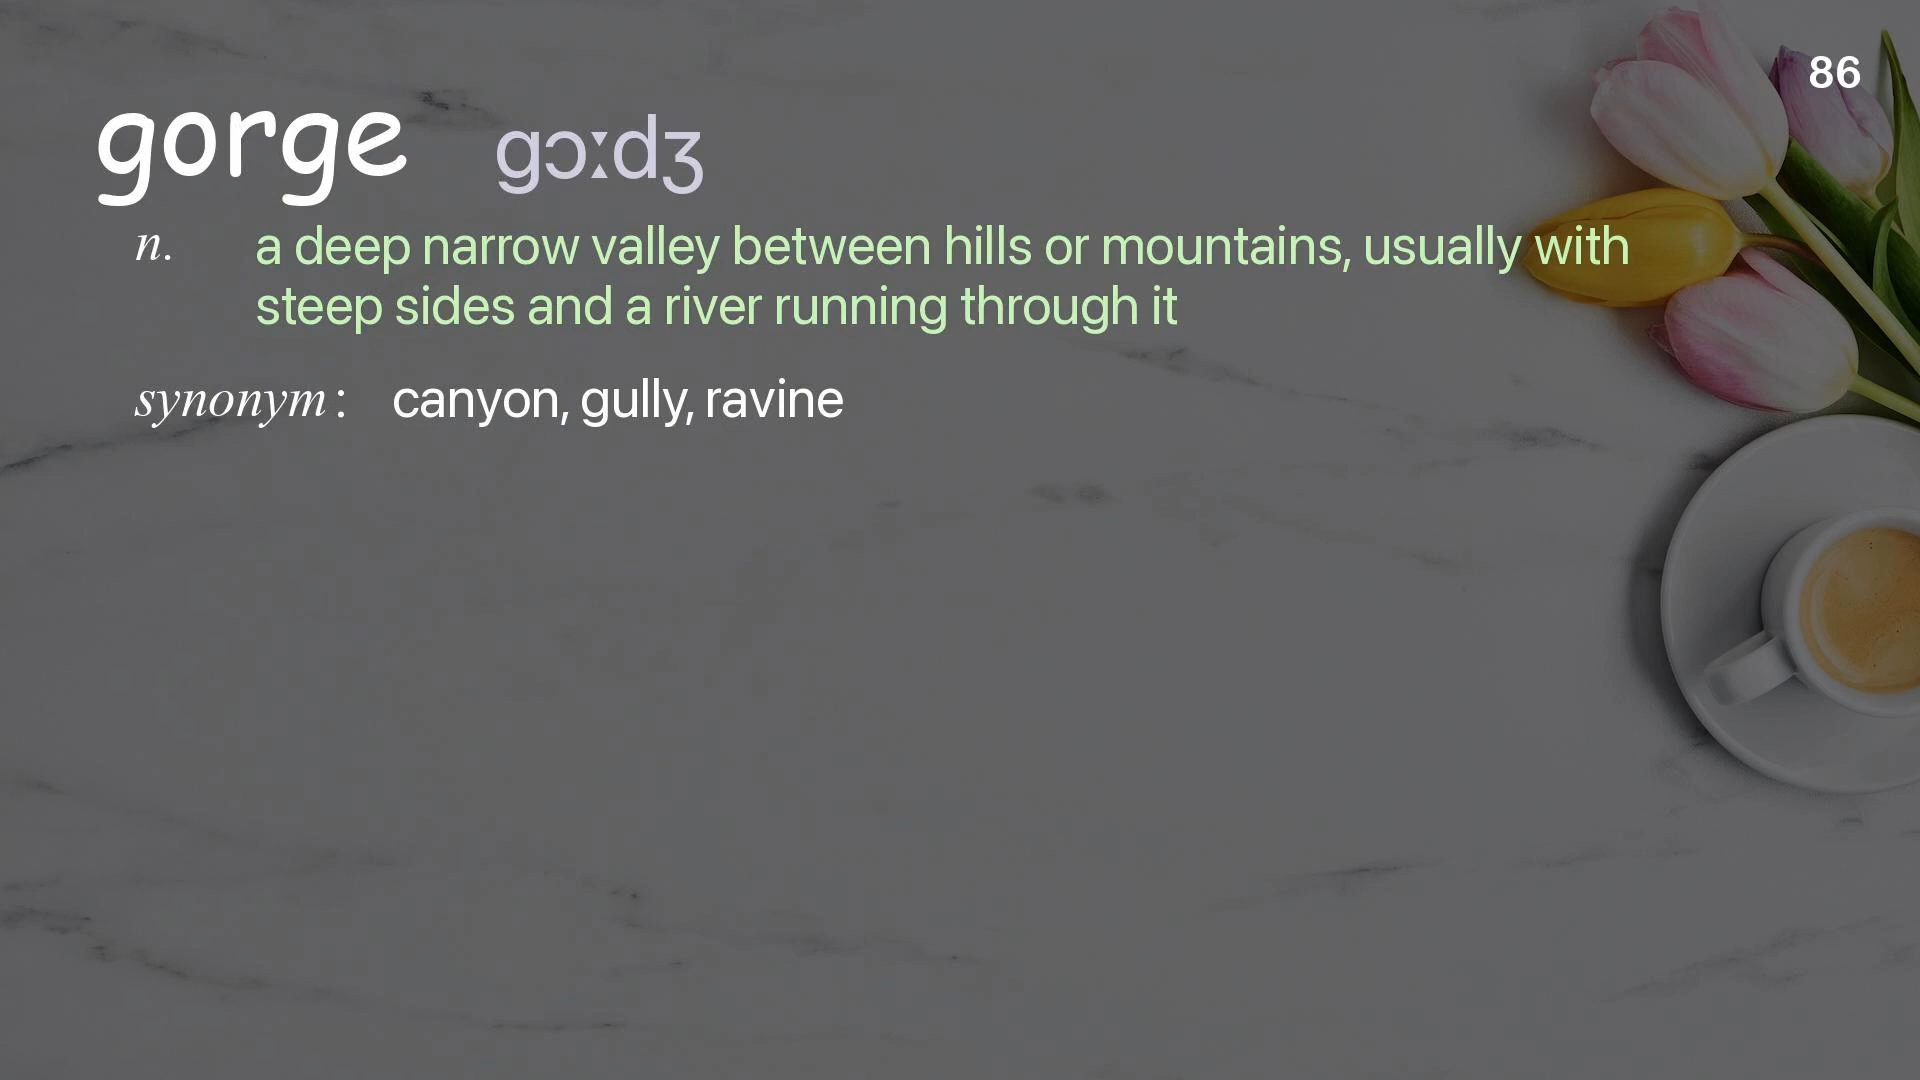 86
gorge gɔːdʒ
n. a deep narrow valley between hills or mountains, usually with
steep sides and a river running through it
synonym: canyon, gully, ravine